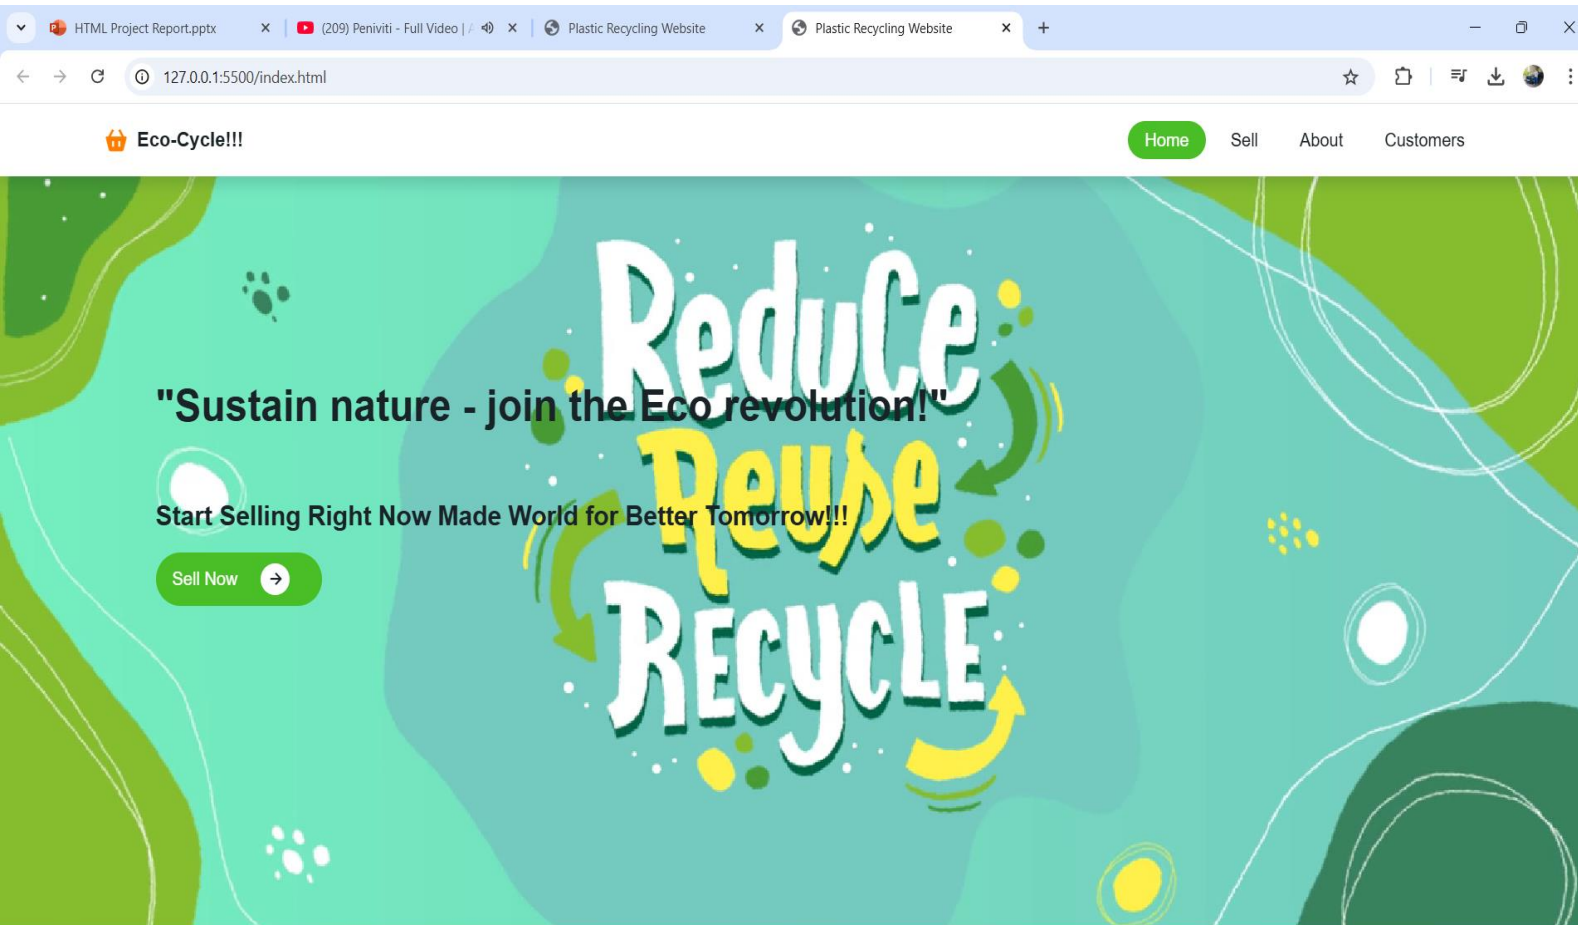 HTML Project Report.pptx
(209) Peniviti - Full Video |
Plastic Recycling Website
Plastic Recycling Website
127.0.0.1:5500/index.html
Eco-Cycle!!!
Home
Sell
About
Customers
Reduce
"Sustain nature - join the Eco revolution!"
Reuse
Start Selling Right Now Made World for Better Tomorrow!!!
Sell Now
Recycle